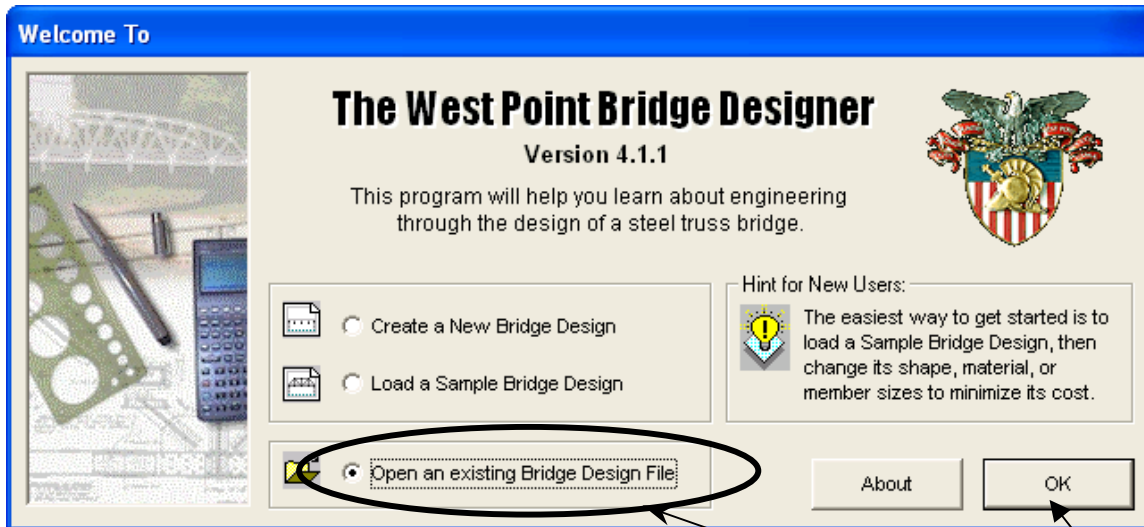 Welcome To
The West Point Bridge Designer
Version 4.1.1
This program will help you learn about engineering
through the design of a steel truss bridge.
Create a New Bridge Design
Load a Sample Bridge Design
Open an existing Bridge Design File
Hint for New Users:
The easiest way to get started is to
load a Sample Bridge Design, then
change its shape, material, or
member sizes to minimize its cost.
About
OK